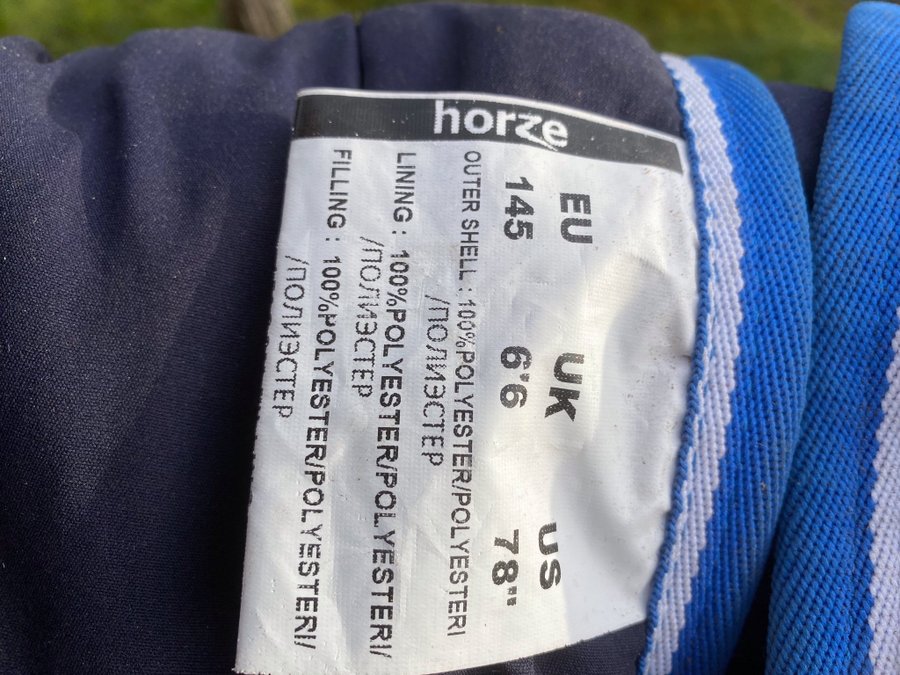 horze
EU UK US
145 6'6 78"
OUTER SHELL : 100%POLYESTER/POLYESTERI
/ПОЛИЭСТЕР
LINING : 100%POLYESTER/POLYESTERI/
/ПОЛИЭСТЕР
FILLING : 100%POLYESTER/POLYESTERI/
/ПОЛИЭСТЕР